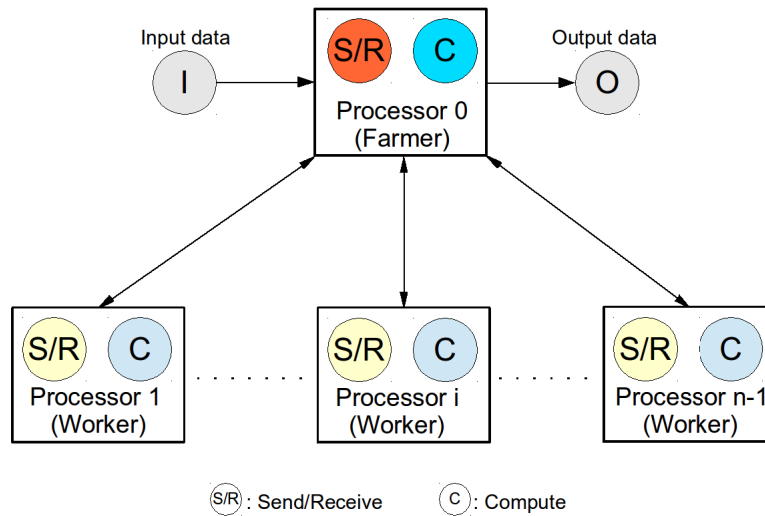 Input data
I
S/R
C
Processor 0
(Farmer)
Output data
O
S/R
C
Processor 1
(Worker)
S/R
C
Processor i
(Worker)
S/R
C
Processor n-1
(Worker)
S/R : Send/Receive
C : Compute